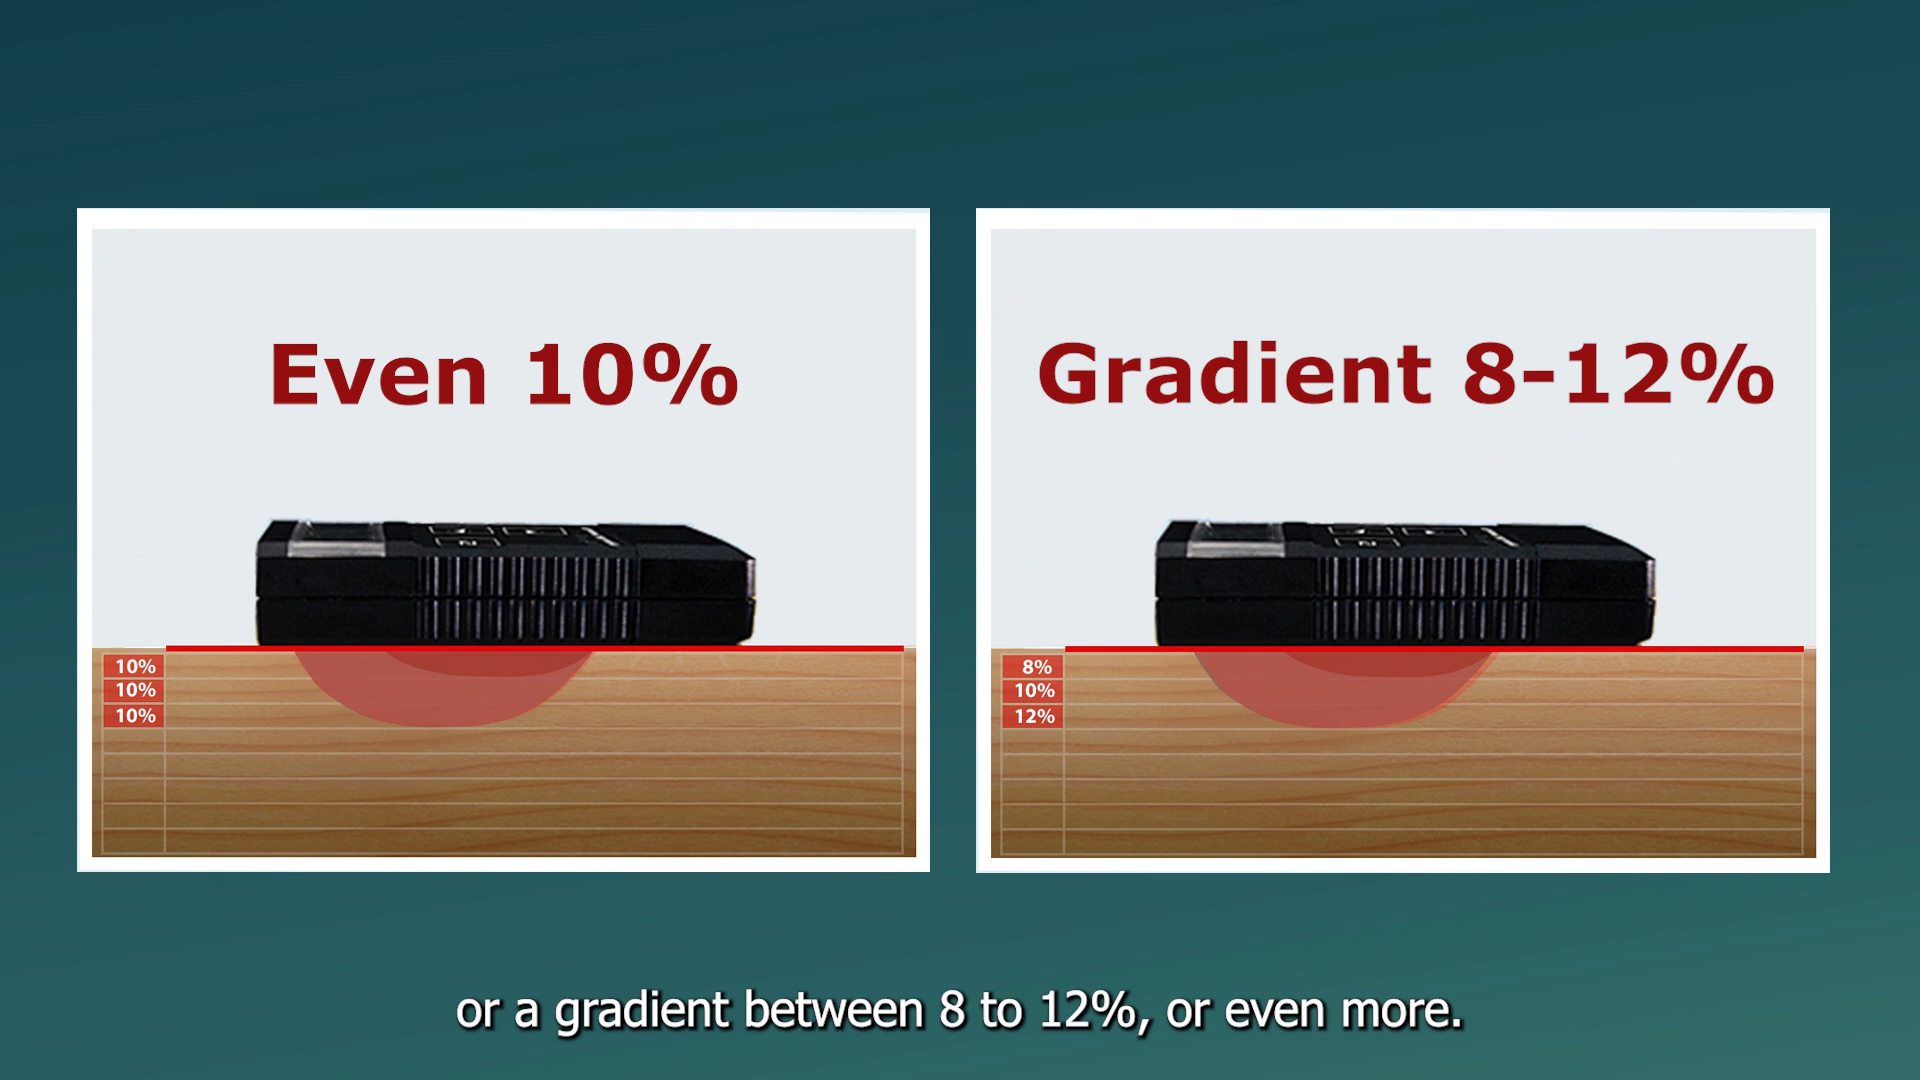 Even 10%
10%
10%
10%
Gradient 8-12%
8%
10%
12%
or a gradient between 8 to 12%, or even more.